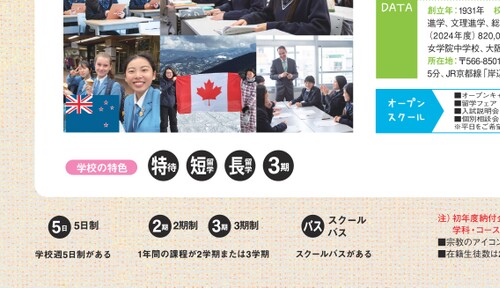 DATA
創立年:1931年 校
進学、文理進学、総
(2024年度) 820,0
女学院中学校、大阪
所在地:〒566-8501
5分、JR京都線「岸辺
オープン
スクール
■オープンキャ
■留学フェア
■入試説明会
■個別相談会
※平日をご希望
学校の特色
特待 短留学 長留学 3期
5日 5日制
2期 2期制
3期 3期制
バス スクール
バス
学校週5日制がある
1年間の課程が2学期または3学期
スクールバスがある
注)初年度納付金
学科・コース
■宗教のアイコン
■在籍生徒数は2